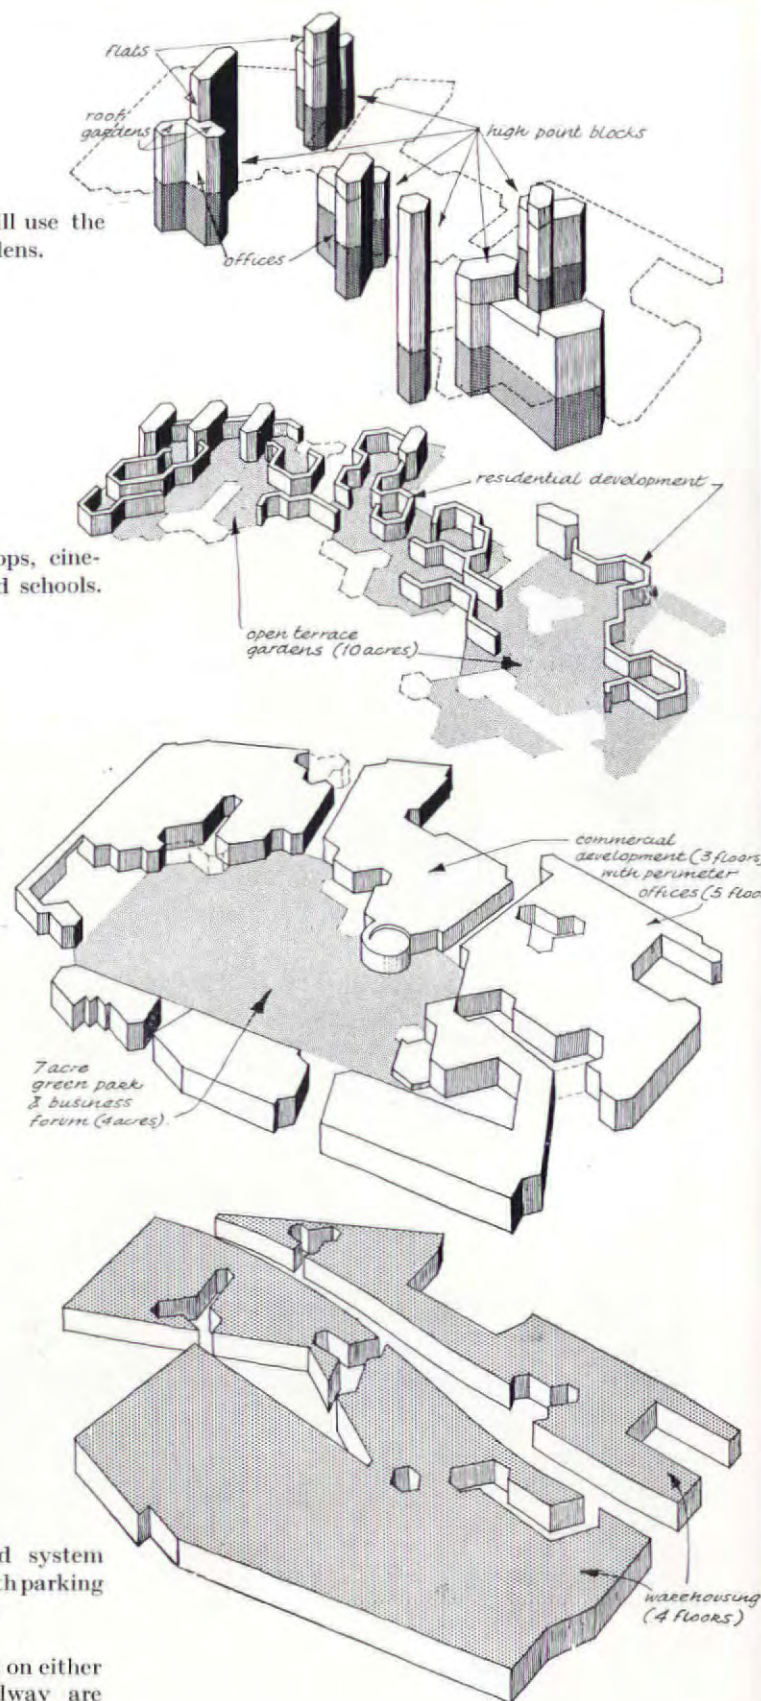 flats
roof
gardens
high point blocks
ll use the
lens.
offices
residential development
ops, cine-
d schools.
open terrace
gardens (10 acres)
commercial
development (3 floors)
with perimeter
offices (5 floo
7 acre
green park
& business
forum (4 acres).
d system
th parking
warehousing
(4 floors)
on either
lway are